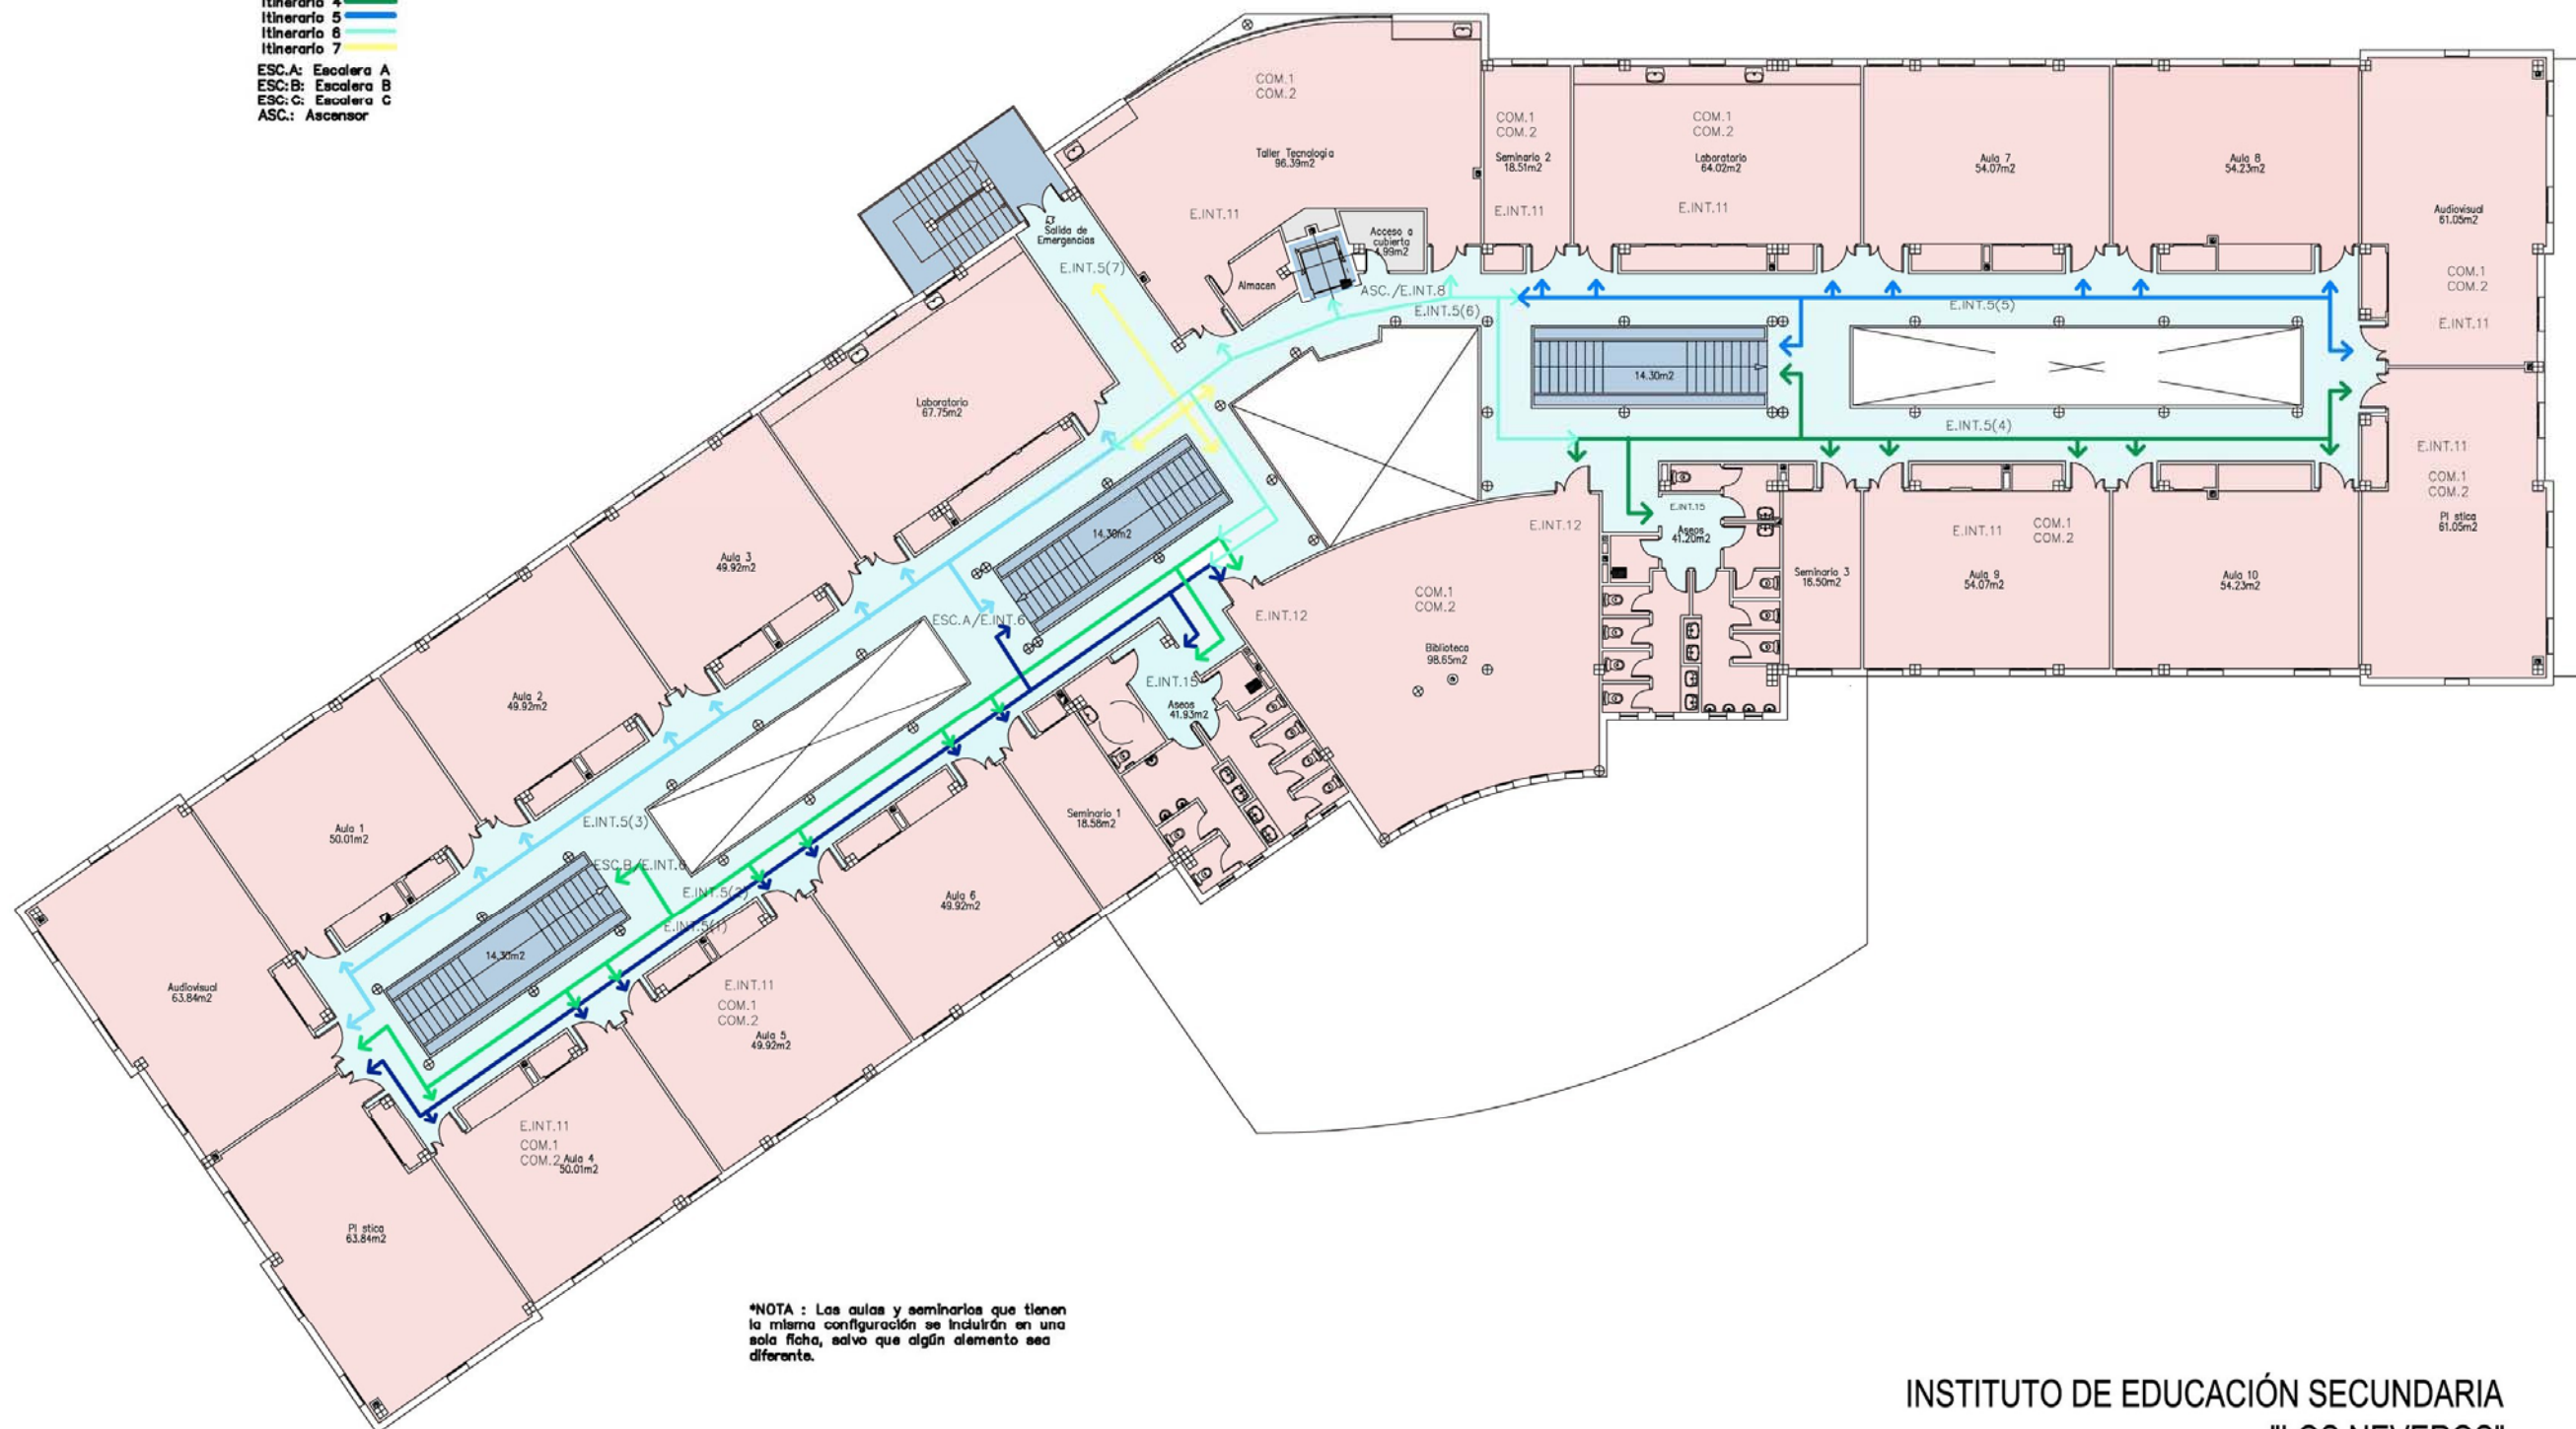 Itinerario 4
Itinerario 5
Itinerario 6
Itinerario 7
ESC.A: Escalera A
ESC:B: Escalera B
ESC:C: Escalera C
ASC.: Ascensor
COM.1
COM.2
Taller Tecnologia
96.39m2
E.INT.11
Salida de
Emergencias
E.INT.5(7)
Almacen
Acceso a
cubierta
4.99m2
ASC./E.INT.8
E.INT.5(6)
COM.1
COM.2
Seminario 2
18.51m2
E.INT.11
COM.1
COM.2
Laboratorio
64.02m2
E.INT.11
Aula 7
54.07m2
Aula 8
54.23m2
Audiovisual
61.05m2
COM.1
COM.2
E.INT.11
E.INT.5(5)
14.30m2
E.INT.5(4)
E.INT.11
COM.1
COM.2
Pl stica
61.05m2
E.INT.12
E.INT.15
Aseos
41.20m2
Seminario 3
16.50m2
E.INT.11
COM.1
COM.2
Aula 9
54.07m2
Aula 10
54.23m2
Laboratorio
67.75m2
14.30m2
Aula 3
49.92m2
ESC.A/E.INT.6
E.INT.12
COM.1
COM.2
Biblioteca
98.65m2
E.INT.15
Aseos
41.93m2
Aula 2
49.92m2
E.INT.5(3)
Seminario 1
18.58m2
Aula 1
50.01m2
ESC.B/E.INT.6
E.INT.5(2)
E.INT.5(1)
Aula 6
49.92m2
14.30m2
Audiovisual
63.84m2
E.INT.11
COM.1
COM.2
Aula 5
49.92m2
E.INT.11
COM.1
COM.2
Aula 4
50.01m2
Pl stica
63.84m2
*NOTA : Las aulas y seminarios que tienen
la misma configuración se incluirán en una
sola ficha, salvo que algún alemento sea
diferente.
INSTITUTO DE EDUCACIÓN SECUNDARIA
"LOS NEVEROS"